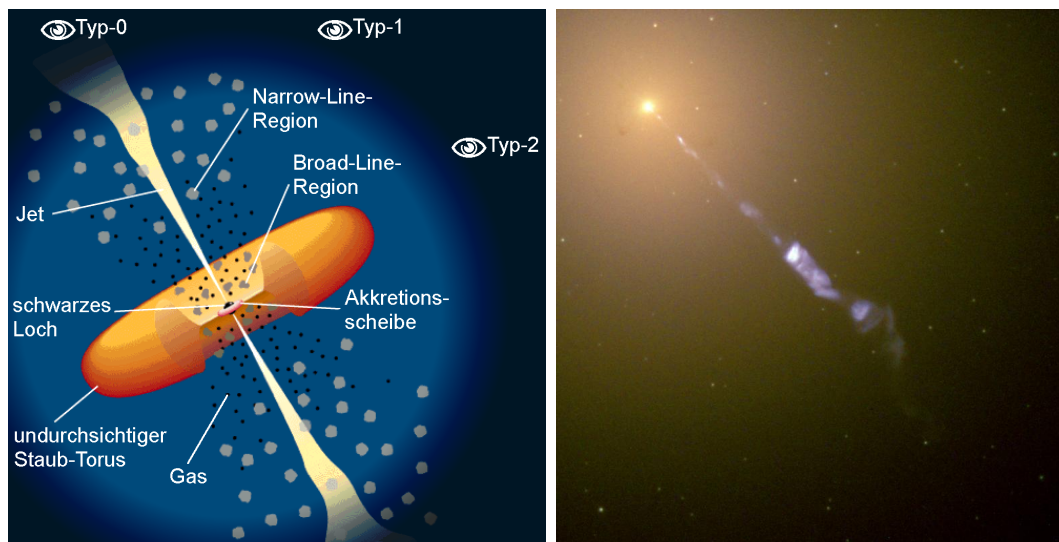 Typ-0
Typ-1
Typ-2
Narrow-Line-
Region
Broad-Line-
Region
Jet
schwarzes
Loch
Akkretions-
scheibe
undurchsichtiger
Staub-Torus
Gas